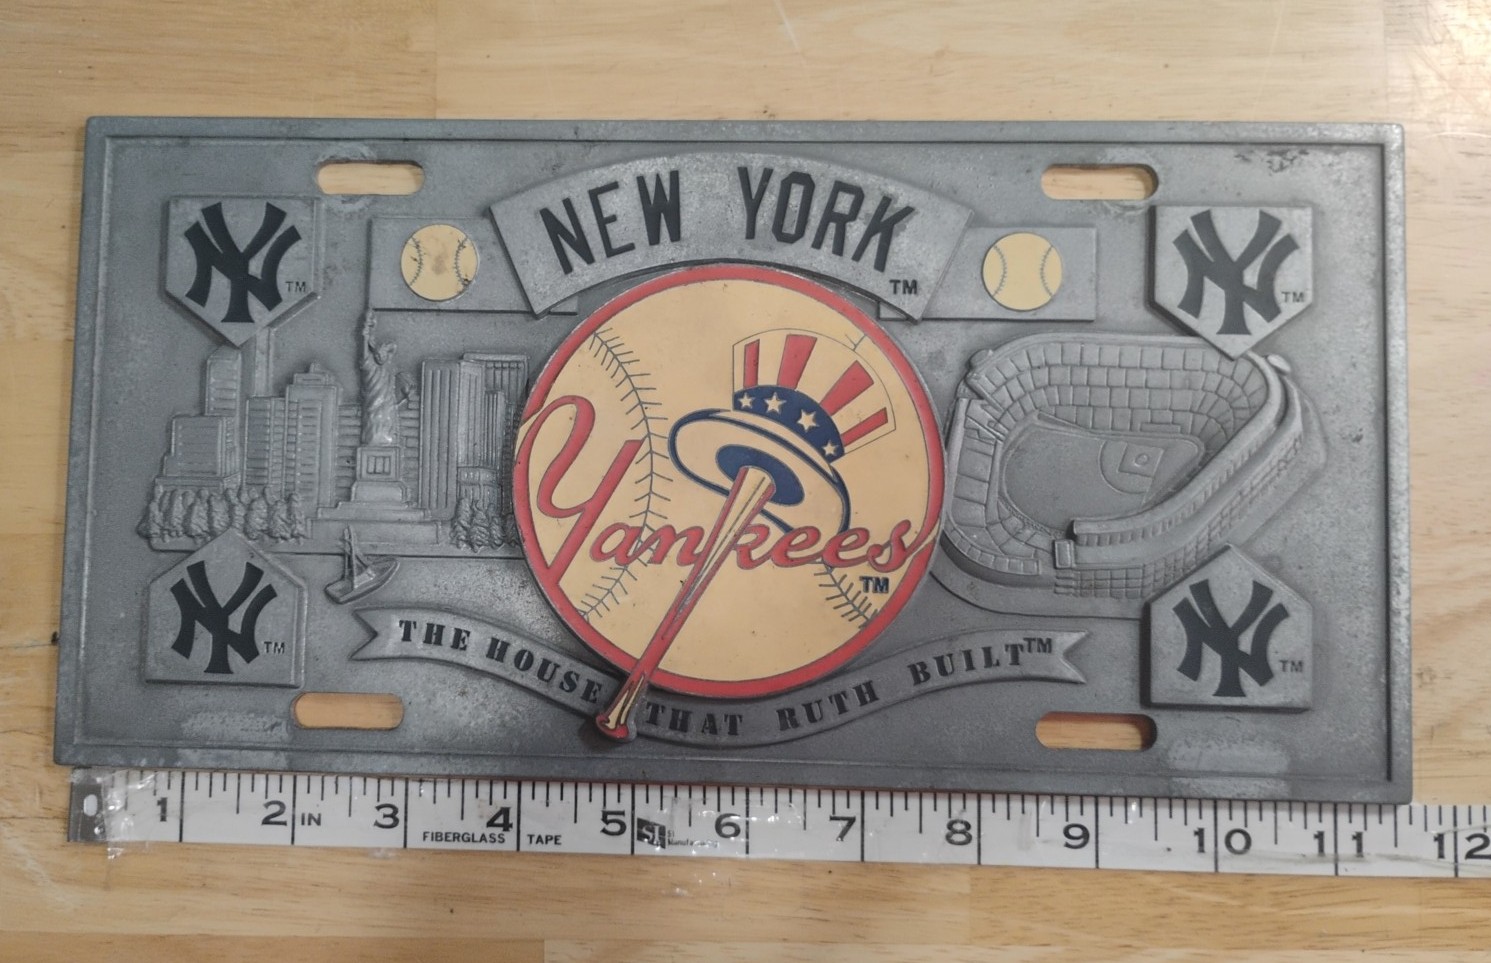 NEW YORK TM
NY TM
NY TM
Yankees TM
NY TM
NY TM
THE HOUSE THAT RUTH BUILT TM
1 2 IN 3 4 5 6 7 8 9 10 11 12
FIBERGLASS TAPE